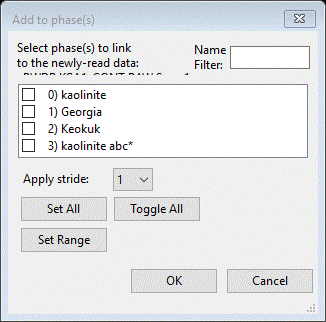 Add to phase(s)
Select phase(s) to link
to the newly-read data:
Name
Filter:
0) kaolinite
1) Georgia
2) Keokuk
3) kaolinite abc*
Apply stride:
1
Set All
Toggle All
Set Range
OK
Cancel